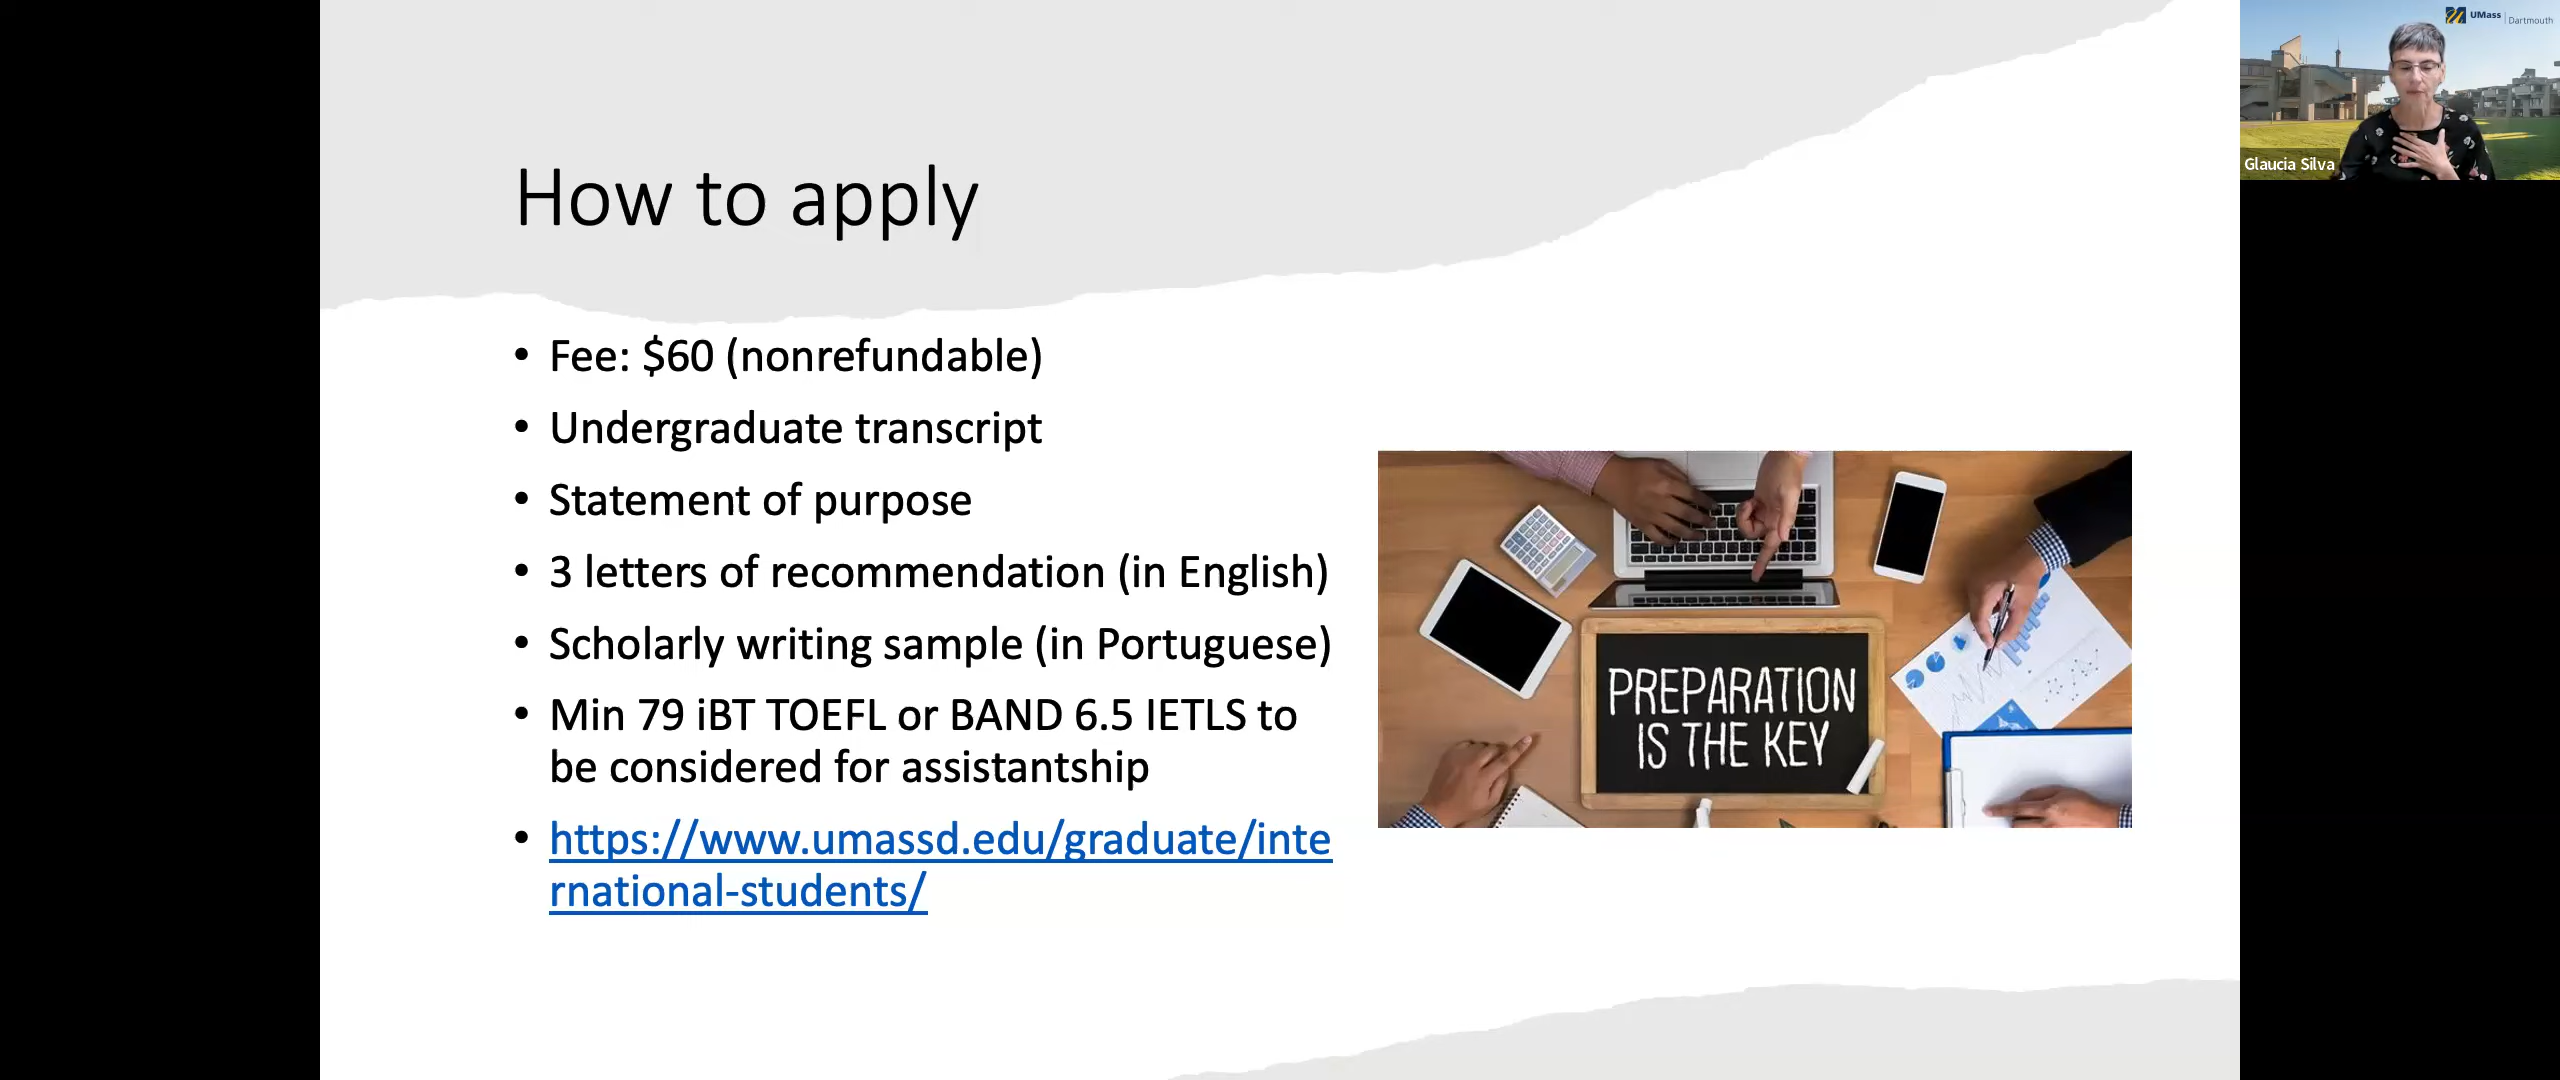 UMass | Dartmouth
Glaucia Silva
How to apply
• Fee: $60 (nonrefundable)
• Undergraduate transcript
• Statement of purpose
• 3 letters of recommendation (in English)
• Scholarly writing sample (in Portuguese)
• Min 79 iBT TOEFL or BAND 6.5 IETLS to
be considered for assistantship
• https://www.umassd.edu/graduate/inte
rnational-students/
PREPARATION
IS THE KEY